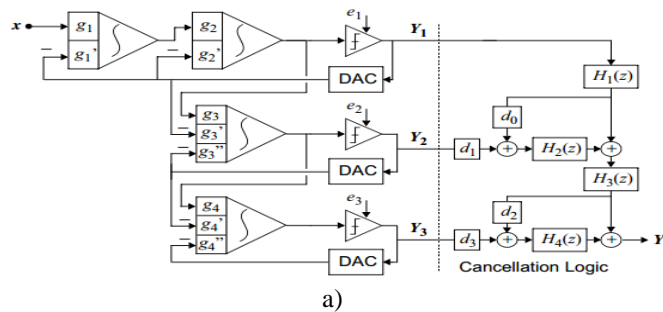 x
g1
g1'
g2
g2'
e1
Y1
DAC
H1(z)
g3
g3'
g3''
e2
Y2
DAC
d0
d1
H2(z)
H3(z)
g4
g4'
g4''
e3
Y3
DAC
d2
d3
H4(z)
Y
Cancellation Logic
a)